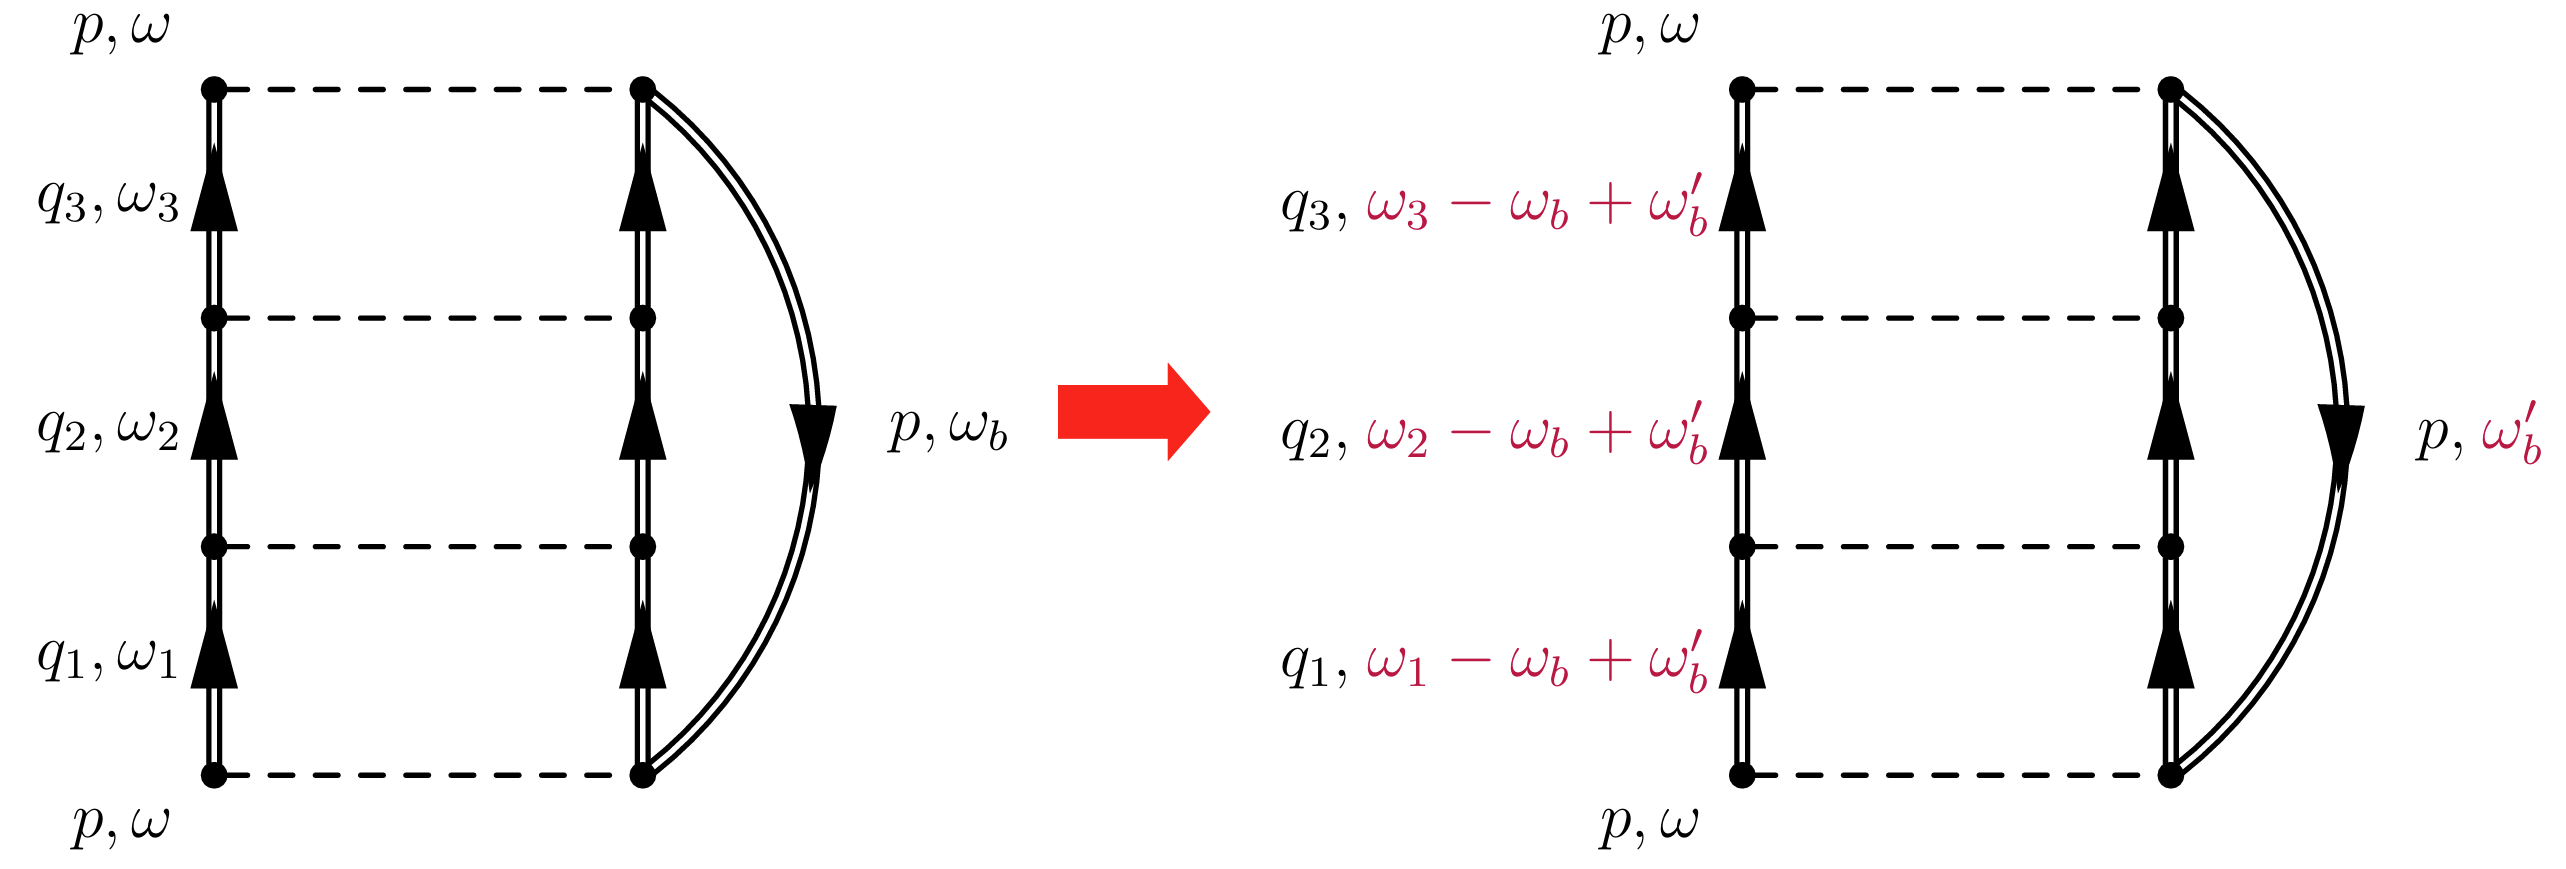 p, ω
p, ω
q₃, ω₃
q₃, ω₃ − ω_b + ω′_b
q₂, ω₂
p, ω_b
q₂, ω₂ − ω_b + ω′_b
p, ω′_b
q₁, ω₁
q₁, ω₁ − ω_b + ω′_b
p, ω
p, ω